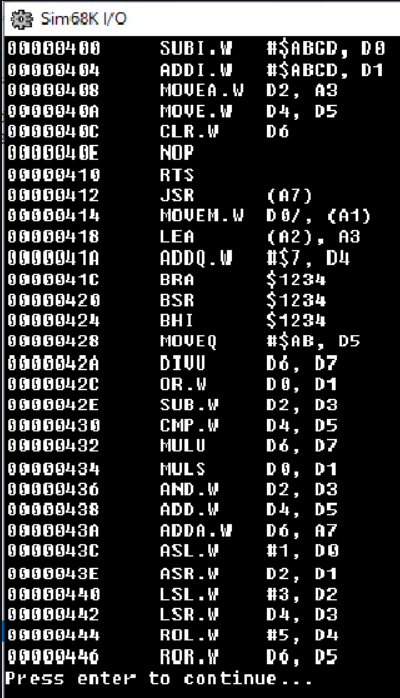 Sim68K I/O
00000400 SUBI.W #$ABCD, D0
00000404 ADDI.W #$ABCD, D1
00000408 MOVEA.W D2, A3
0000040A MOVE.W D4, D5
0000040C CLR.W D6
0000040E NOP
00000410 RTS
00000412 JSR (A7)
00000414 MOVEM.W D0/, (A1)
00000418 LEA (A2), A3
0000041A ADDQ.W #$7, D4
0000041C BRA $1234
00000420 BSR $1234
00000424 BHI $1234
00000428 MOVEQ #$AB, D5
0000042A DIVU D6, D7
0000042C OR.W D0, D1
0000042E SUB.W D2, D3
00000430 CMP.W D4, D5
00000432 MULU D6, D7
00000434 MULS D0, D1
00000436 AND.W D2, D3
00000438 ADD.W D4, D5
0000043A ADDA.W D6, A7
0000043C ASL.W #1, D0
0000043E ASR.W D2, D1
00000440 LSL.W #3, D2
00000442 LSR.W D4, D3
00000444 ROL.W #5, D4
00000446 ROR.W D6, D5
Press enter to continue...